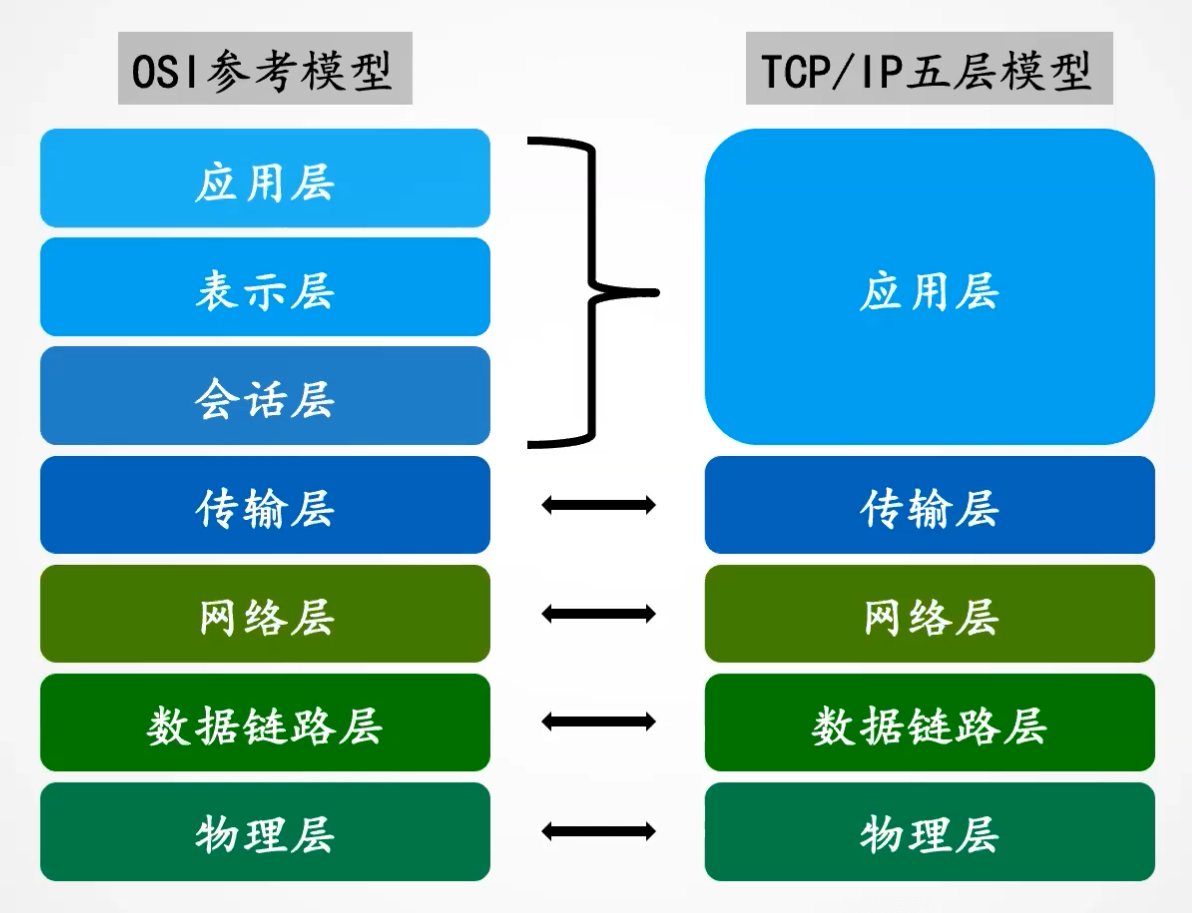 OSI参考模型
TCP/IP五层模型
应用层
表示层
会话层
传输层
网络层
数据链路层
物理层
应用层
传输层
网络层
数据链路层
物理层